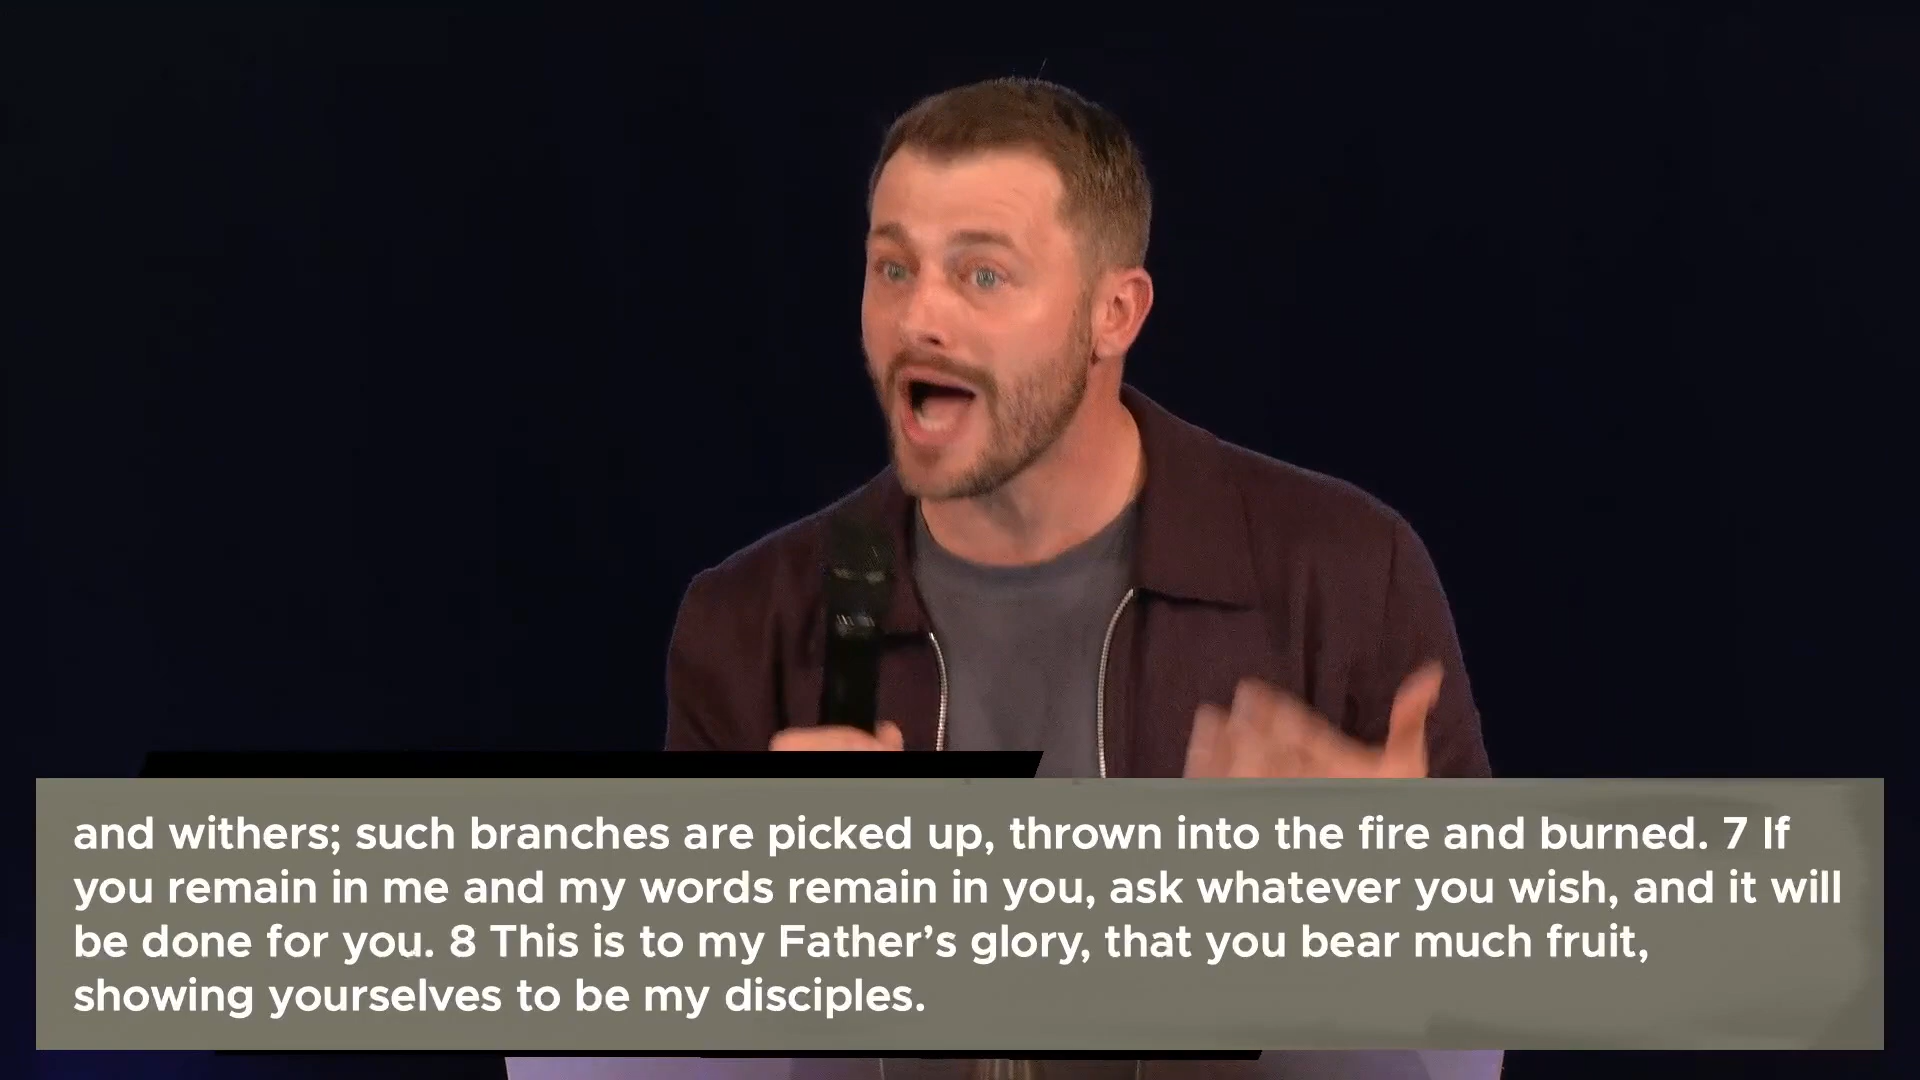 and withers; such branches are picked up, thrown into the fire and burned. 7 If
you remain in me and my words remain in you, ask whatever you wish, and it will
be done for you. 8 This is to my Father’s glory, that you bear much fruit,
showing yourselves to be my disciples.